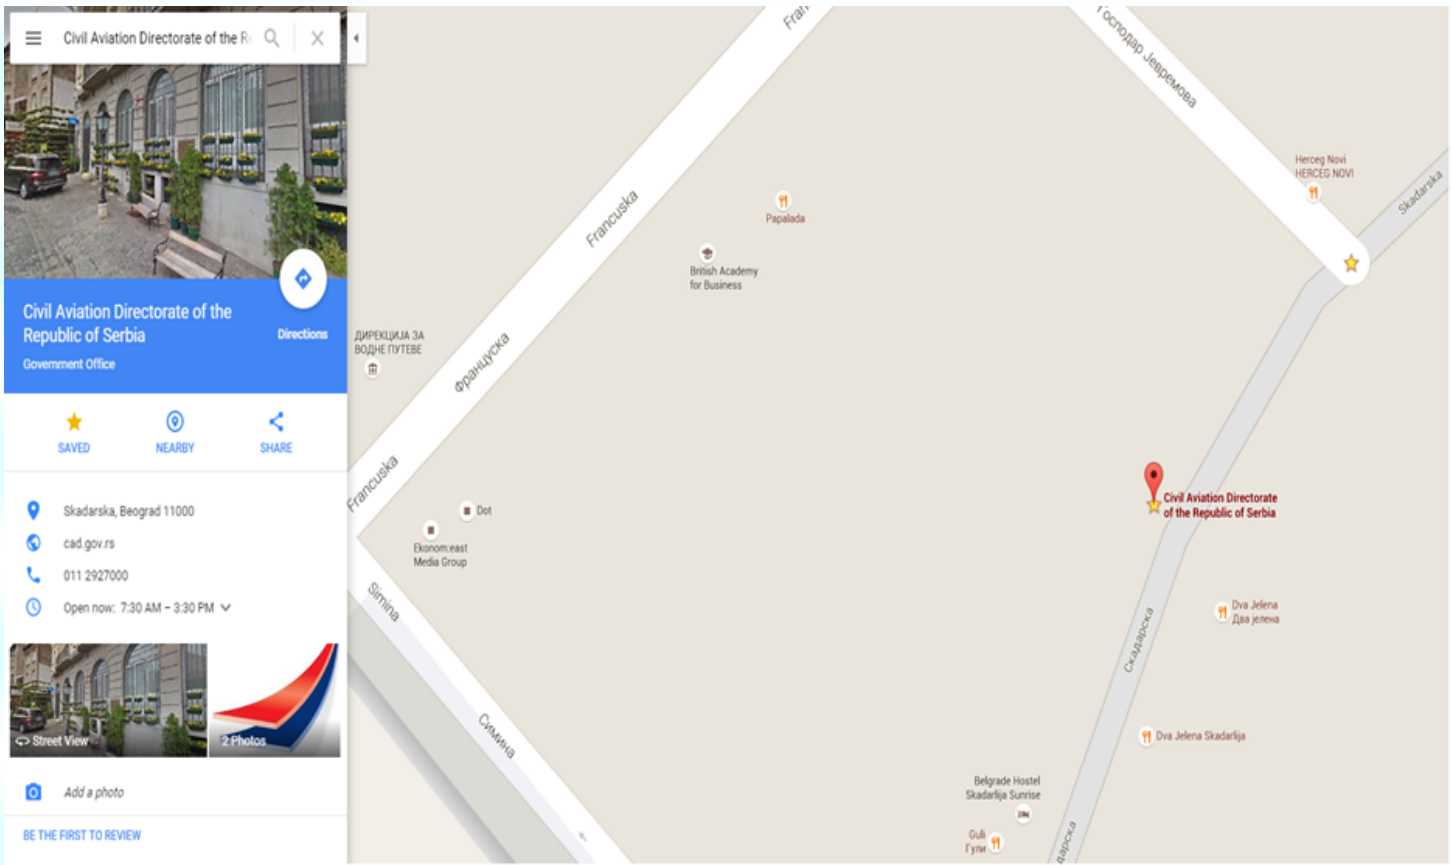 Civil Aviation Directorate of the R
Civil Aviation Directorate of the
Republic of Serbia
Government Office
Directions
SAVED
NEARBY
SHARE
Skadarska, Beograd 11000
cad.gov.rs
011 2927000
Open now: 7:30 AM – 3:30 PM
Street View
2 Photos
Add a photo
BE THE FIRST TO REVIEW
Fran
Господар Јевремова
Herceg Novi
HERCEG NOVI
Skadarska
Francuska
Papalada
British Academy
for Business
ДИРЕКЦИЈА ЗА
ВОДНЕ ПУТЕВЕ
Француска
Francuska
Dot
Ekonom:east
Media Group
Civil Aviation Directorate
of the Republic of Serbia
Simina
Dva Jelena
Два јелена
Скадарска
Симина
Dva Jelena Skadarlija
Belgrade Hostel
Skadarlija Sunrise
Guli
Гули
дарска